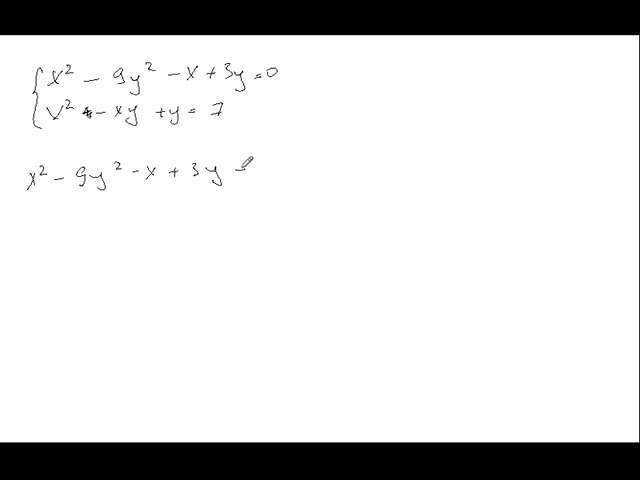 x² - 9y² - x + 3y = 0
x² - xy + y = 7
x² - 9y² - x + 3y =